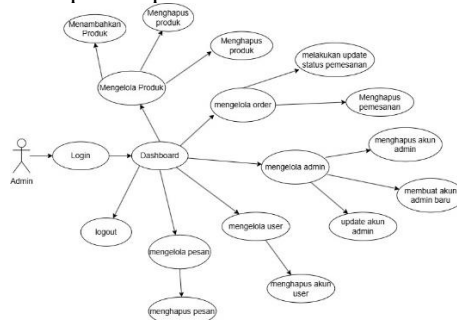 Menambahkan
Produk
Menghapus
produk
Menghapus
produk
Mengelola Produk
melakukan update
status pemesanan
mengelola order
Menghapus
pemesanan
Admin
Login
Dashboard
mengelola admin
menghapus akun
admin
membuat akun
admin baru
update akun
admin
logout
mengelola pesan
mengelola user
menghapus akun
user
menghapus pesan